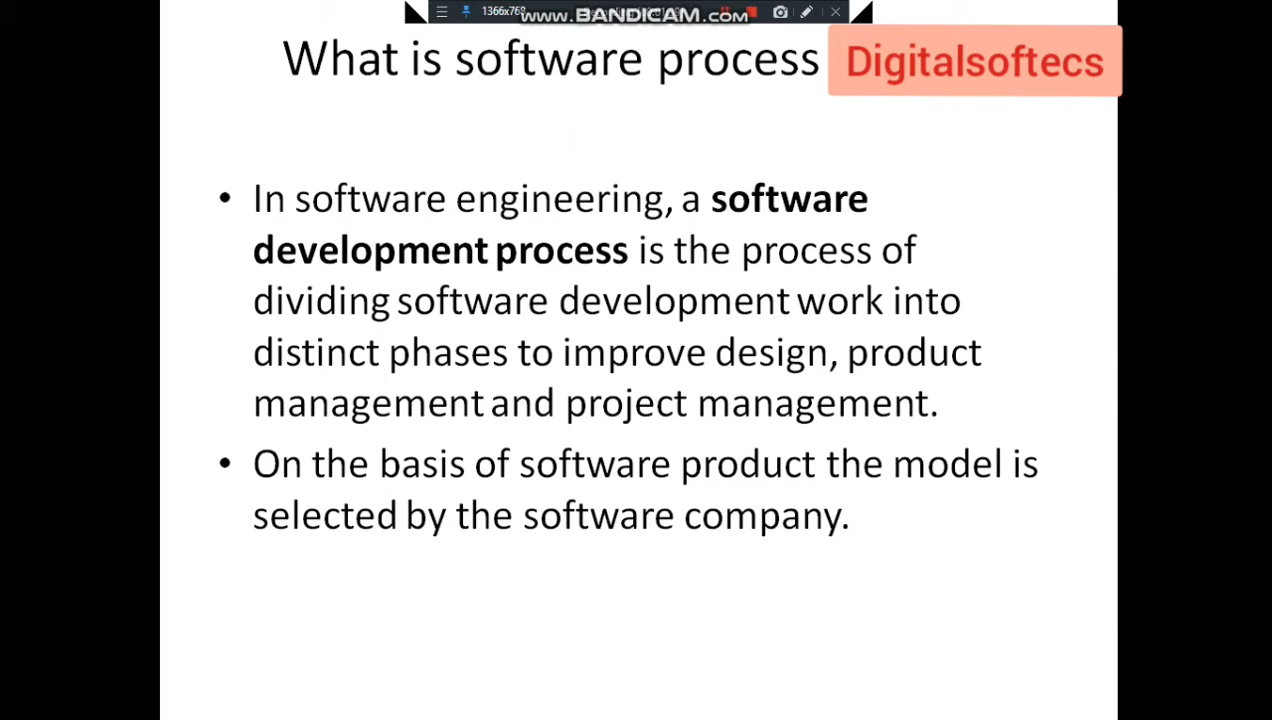 1366x768
www.BANDICAM.com
What is software process
Digitalsoftecs
• In software engineering, a software
development process is the process of
dividing software development work into
distinct phases to improve design, product
management and project management.
• On the basis of software product the model is
selected by the software company.